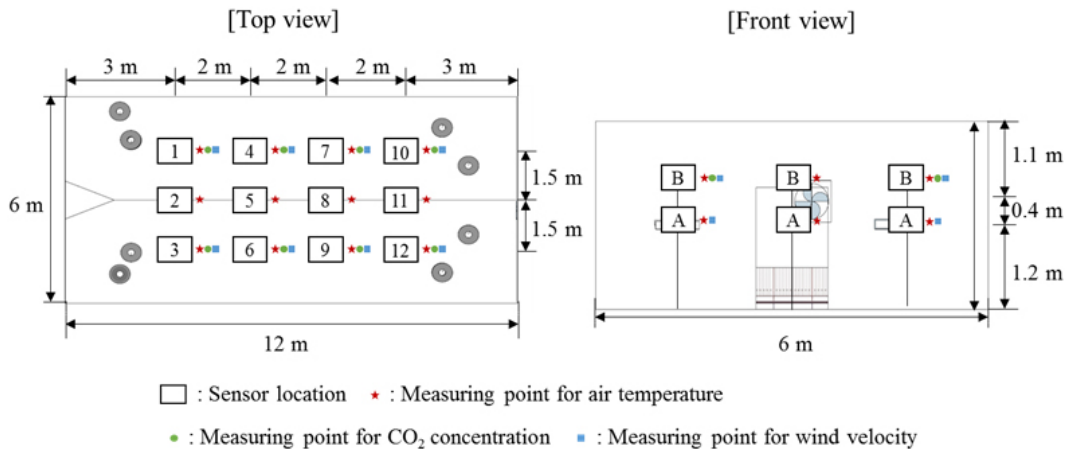 [Top view]
[Front view]
3 m 2 m 2 m 2 m 3 m
1 4 7 10
2 5 8 11
3 6 9 12
6 m
1.5 m
1.5 m
12 m
B B B
A A A
1.1 m
0.4 m
1.2 m
6 m
: Sensor location : Measuring point for air temperature
: Measuring point for CO₂ concentration : Measuring point for wind velocity